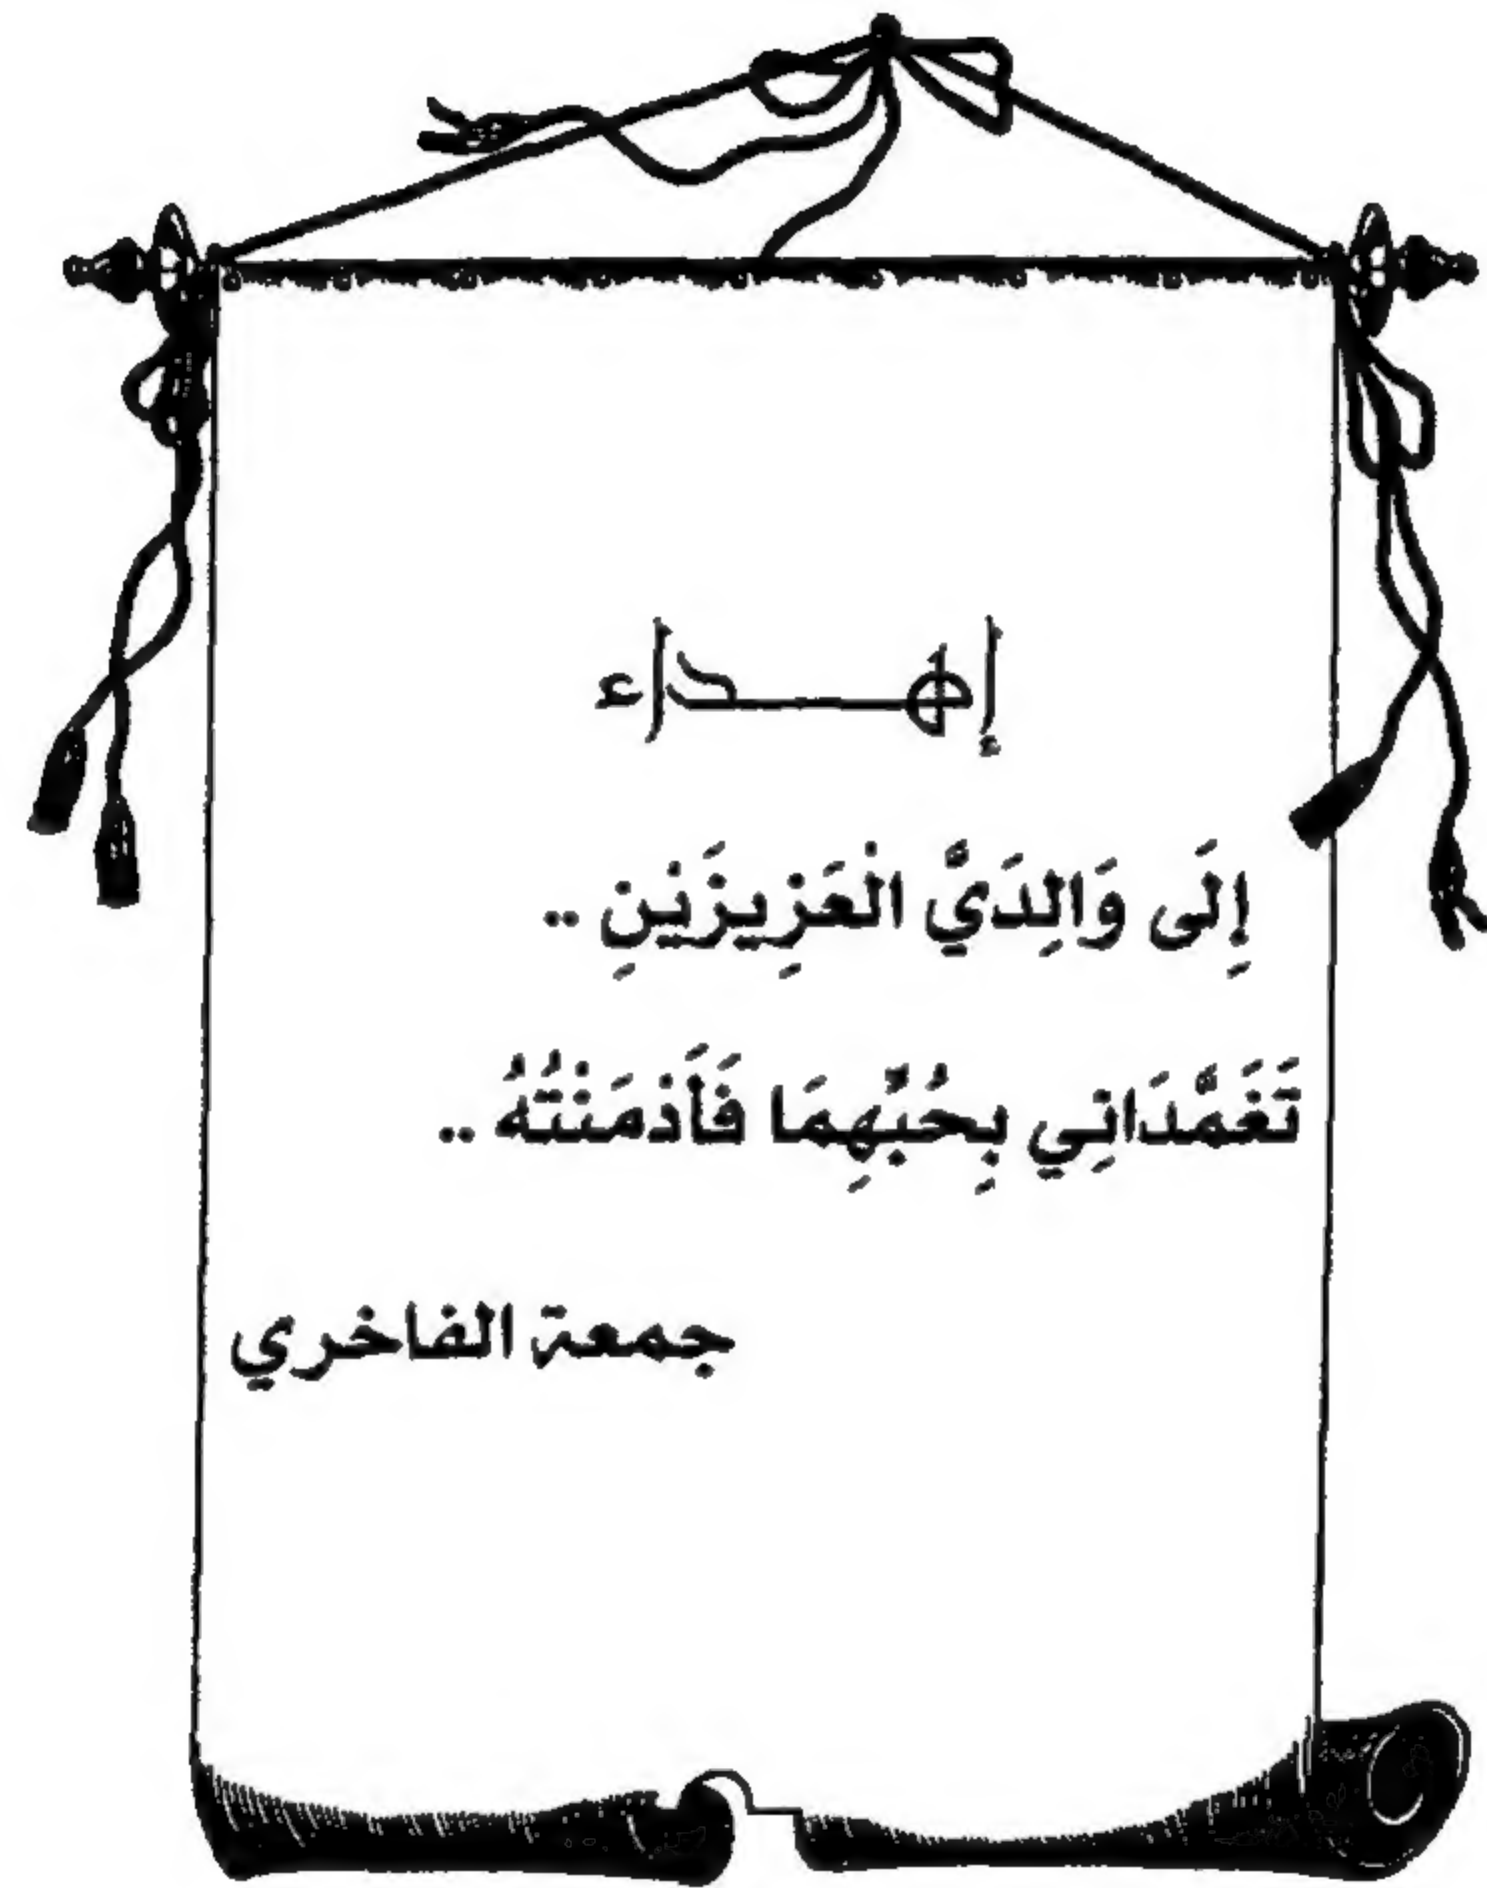 إهـــداء
إِلَى وَالِدَيَّ الْعَزِيزَيْنِ ..
تَغَمَّدَانِي بِحُبِّهِمَا فَأَدْمَنْتُهُ ..
جمعة الفاخري